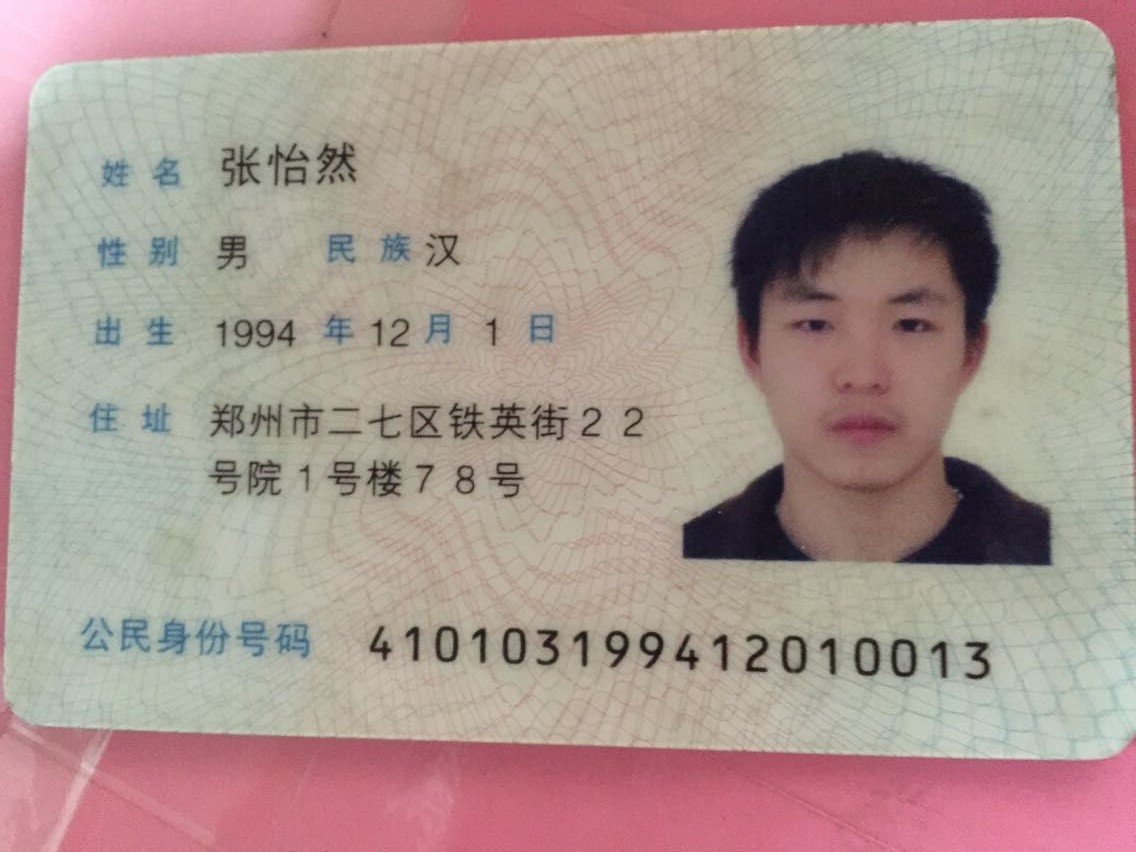 姓名 张怡然
性别 男 民族 汉
出生 1994 年 12 月 1 日
住址 郑州市二七区铁英街22
号院1号楼78号
公民身份号码 410103199412010013